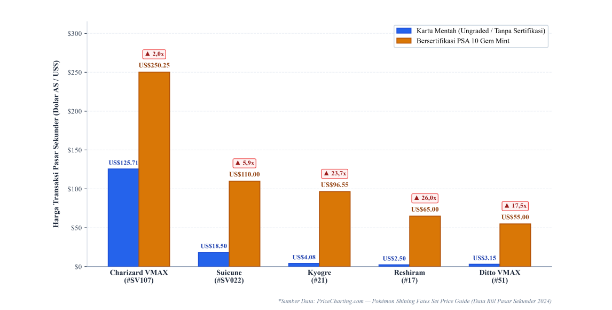 Kartu Mentah (Ungraded / Tanpa Sertifikasi)
Bersertifikasi PSA 10 Gem Mint
Harga Transaksi Pasar Sekunder (Dolar AS / US$)
$300
$250
$200
$150
$100
$50
$0
▲ 2,0x
US$250.25
US$125.71
▲ 5,9x
US$110.00
US$18.50
▲ 23,7x
US$96.55
US$4.08
▲ 26,0x
US$65.00
US$2.50
▲ 17,5x
US$55.00
US$3.15
Charizard VMAX
(#SV107)
Suicune
(#SV022)
Kyogre
(#21)
Reshiram
(#17)
Ditto VMAX
(#51)
*Sumber Data: PriceCharting.com — Pokemon Shining Fates Set Price Guide (Data Riil Pasar Sekunder 2024)